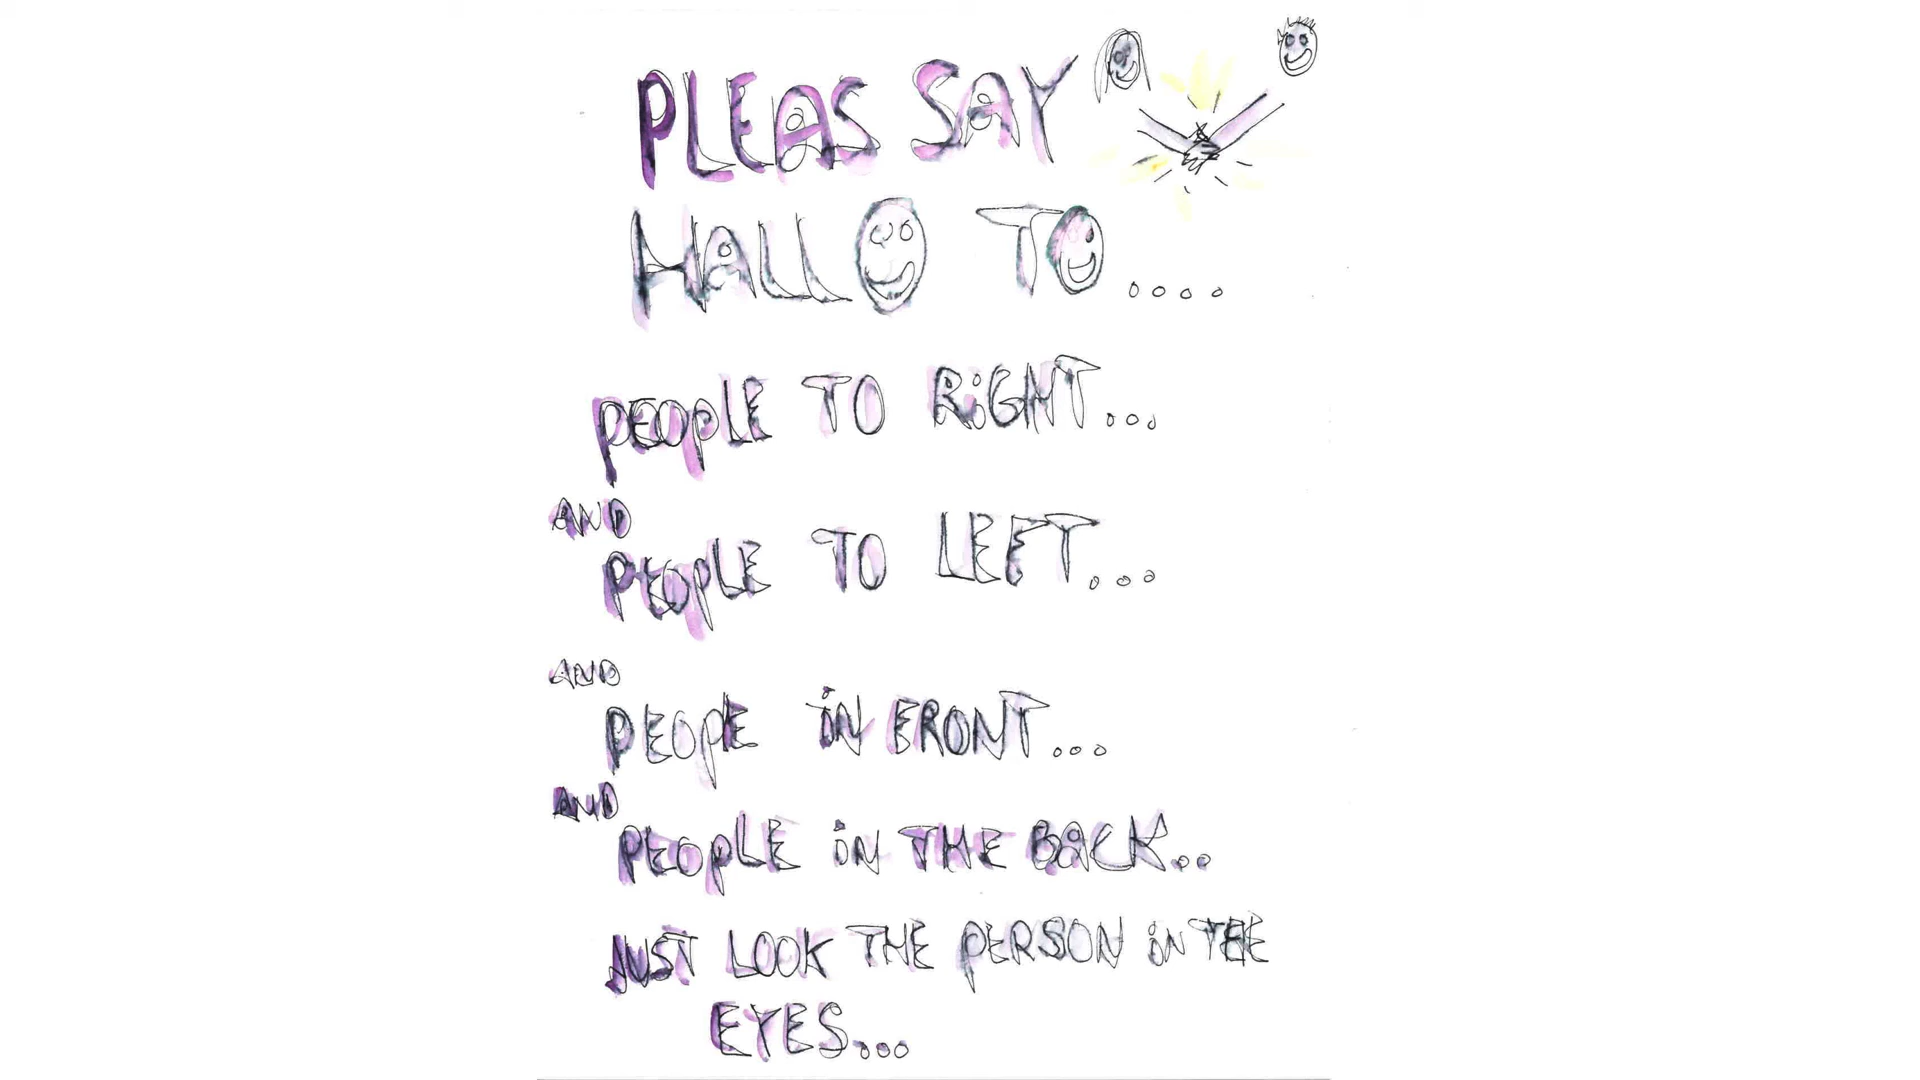 PLEAS SAY
HALLO TO....
PEOPLE TO RiGHT...
AND
PEOPLE TO LEFT...
AND
PEOPE iN FRONT...
AND
PEOPLE iN THE BACK..
JUST LOOK THE PERSON iN THE
EYES...